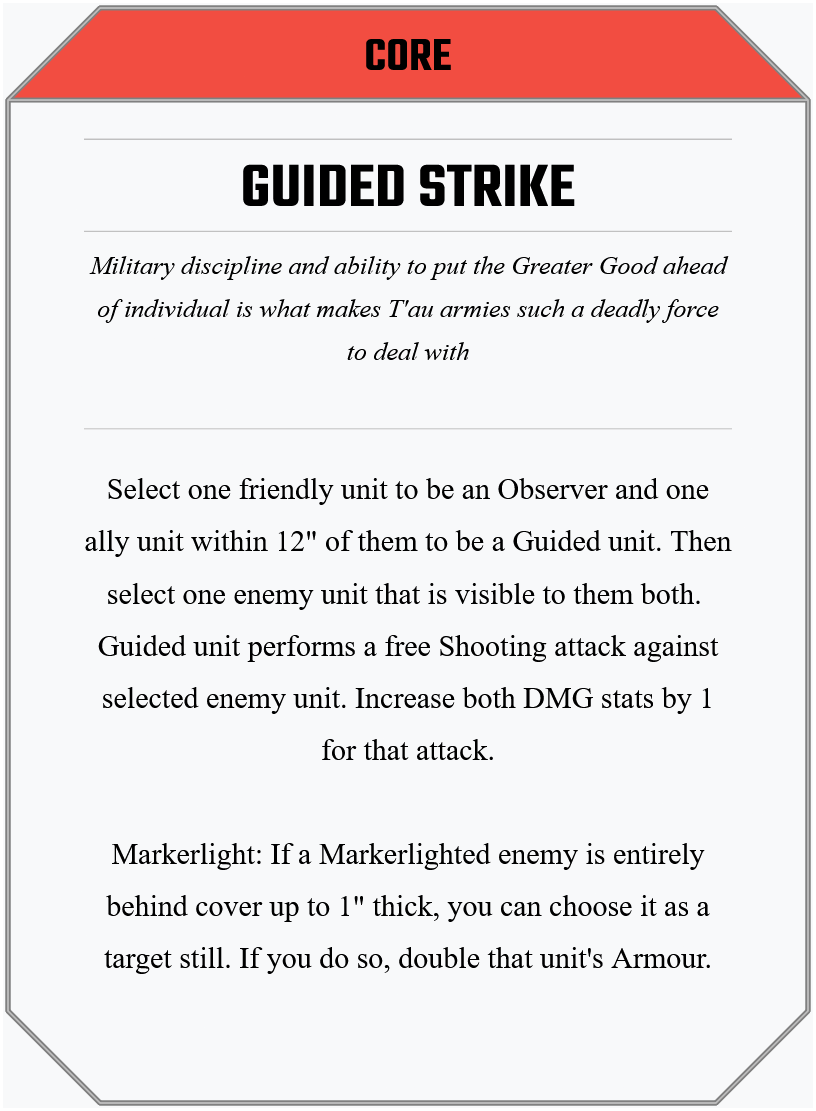 CORE
GUIDED STRIKE
Military discipline and ability to put the Greater Good ahead
of individual is what makes T'au armies such a deadly force
to deal with
Select one friendly unit to be an Observer and one
ally unit within 12" of them to be a Guided unit. Then
select one enemy unit that is visible to them both.
Guided unit performs a free Shooting attack against
selected enemy unit. Increase both DMG stats by 1
for that attack.
Markerlight: If a Markerlighted enemy is entirely
behind cover up to 1" thick, you can choose it as a
target still. If you do so, double that unit's Armour.